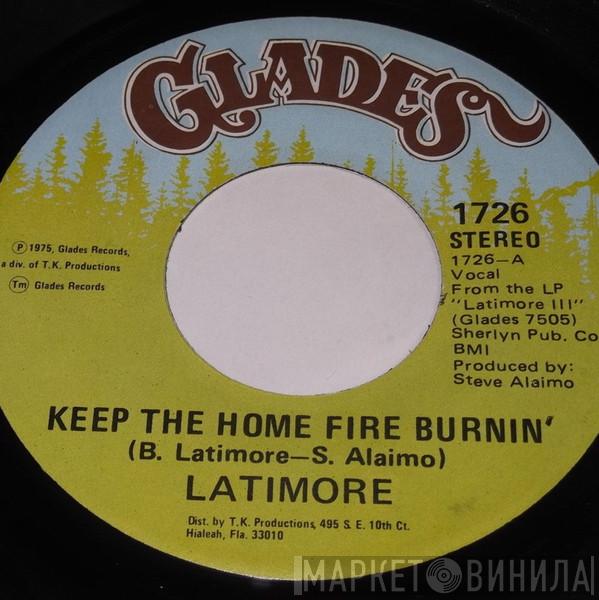 GLADES
1726
STEREO
1726-A
Vocal
From the LP
"Latimore III"
(Glades 7505)
Sherlyn Pub. Co
BMI
Produced by:
Steve Alaimo
Ⓟ 1975, Glades Records,
a div. of T.K. Productions
Tm Glades Records
KEEP THE HOME FIRE BURNIN'
(B. Latimore—S. Alaimo)
LATIMORE
Dist. by T.K. Productions, 495 S. E. 10th Ct.
Hialeah, Fla. 33010
МАРКЕТ ВИНИЛА